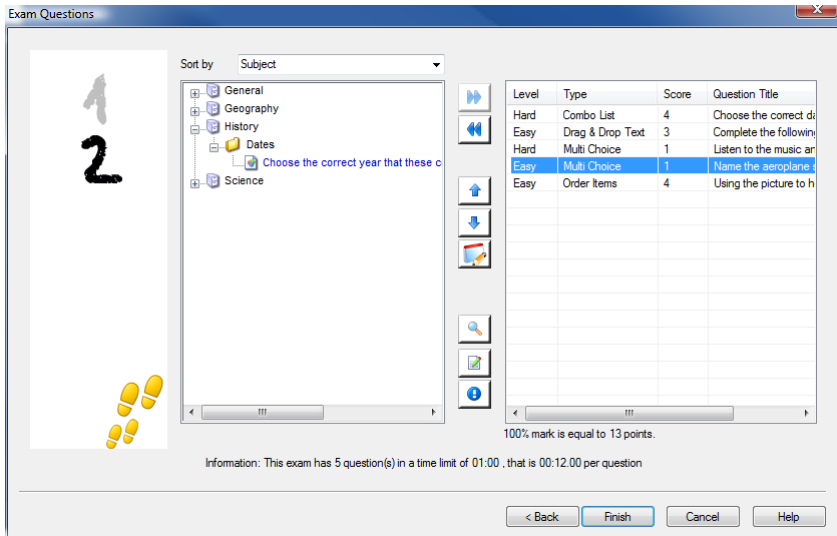 Exam Questions
1
2
Sort by Subject
General
Geography
History
Dates
Choose the correct year that these c
Science
Level Type Score Question Title
Hard Combo List 4 Choose the correct da
Easy Drag & Drop Text 3 Complete the following
Hard Multi Choice 1 Listen to the music an
Easy Multi Choice 1 Name the aeroplane s
Easy Order Items 4 Using the picture to h
100% mark is equal to 13 points.
Information: This exam has 5 question(s) in a time limit of 01:00 , that is 00:12.00 per question
< Back Finish Cancel Help